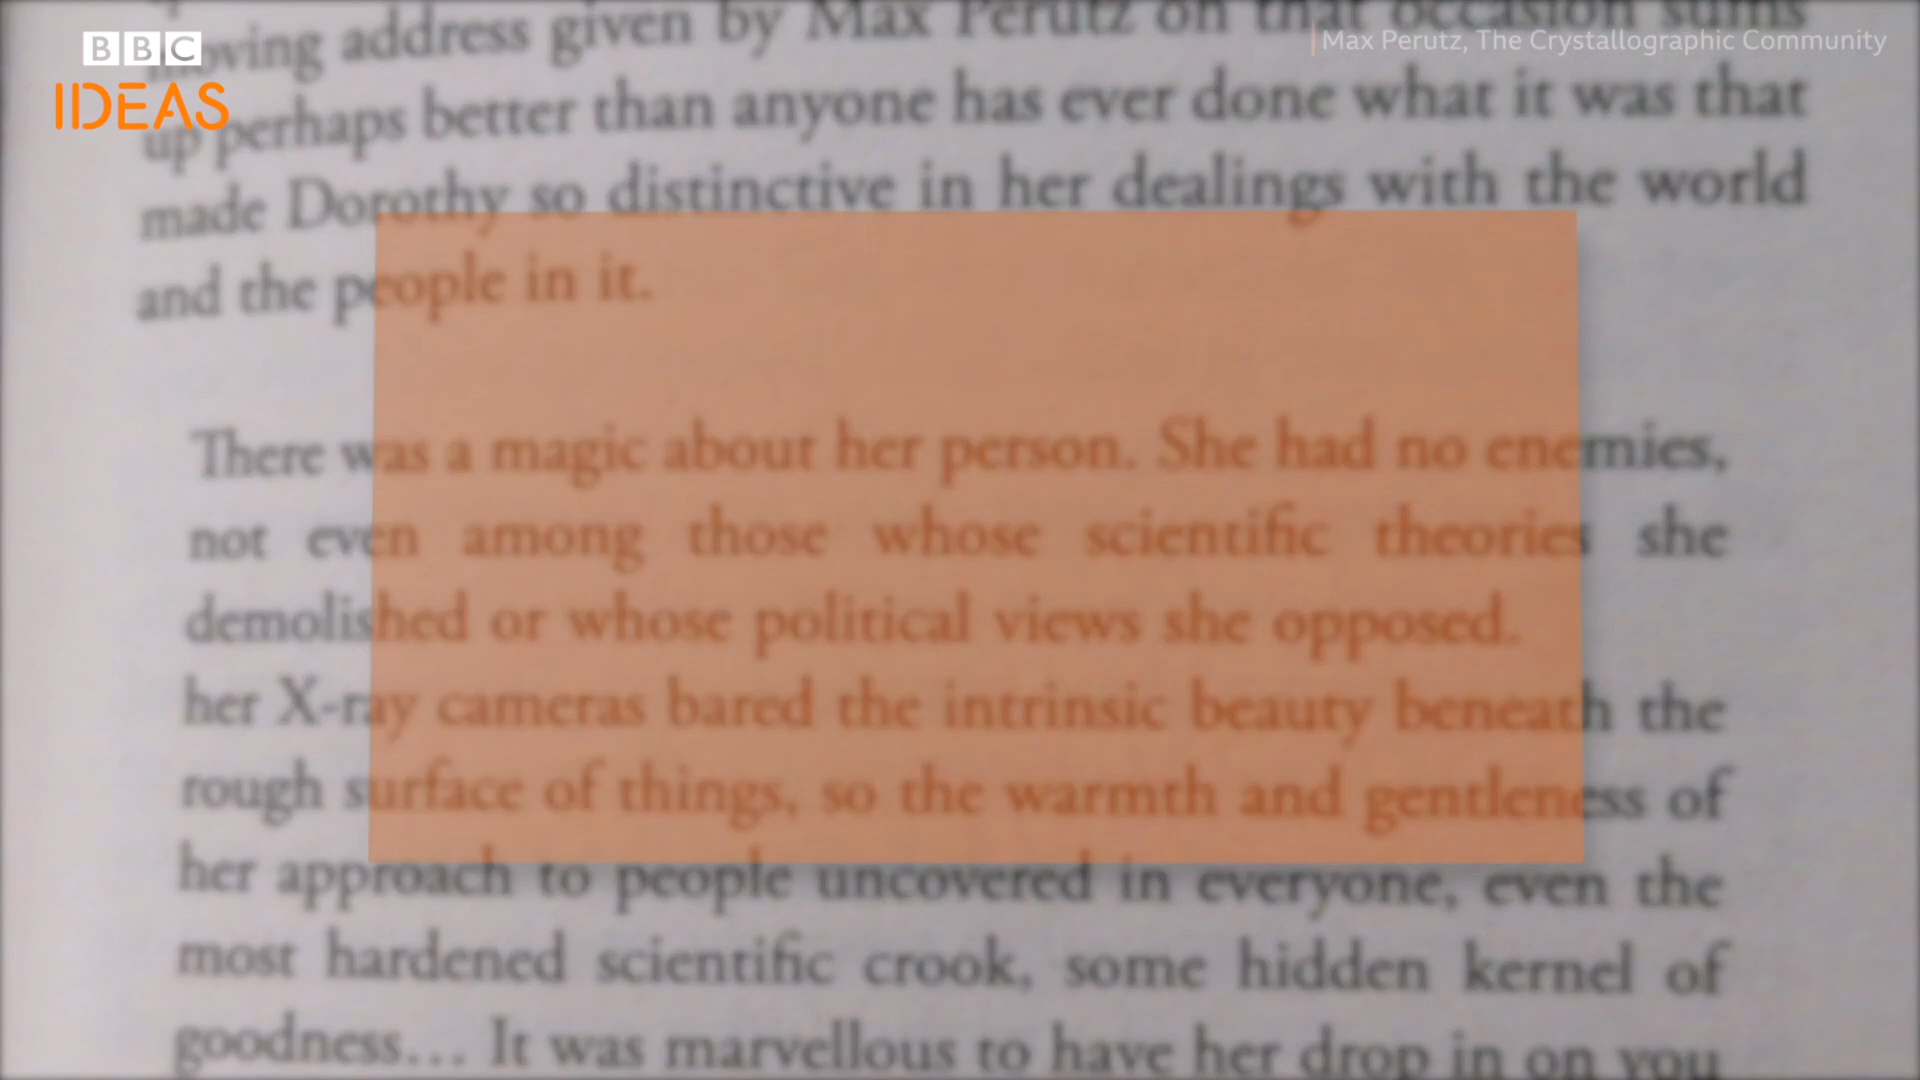 BBC
IDEAS
Max Perutz, The Crystallographic Community
moving address given by Max Perutz on that occasion sums
up perhaps better than anyone has ever done what it was that
made Dorothy so distinctive in her dealings with the world
and the people in it.
There was a magic about her person. She had no enemies,
not even among those whose scientific theories she
demolished or whose political views she opposed.
her X-ray cameras bared the intrinsic beauty beneath the
rough surface of things, so the warmth and gentleness of
her approach to people uncovered in everyone, even the
most hardened scientific crook, some hidden kernel of
goodness... It was marvellous to have her drop in on you